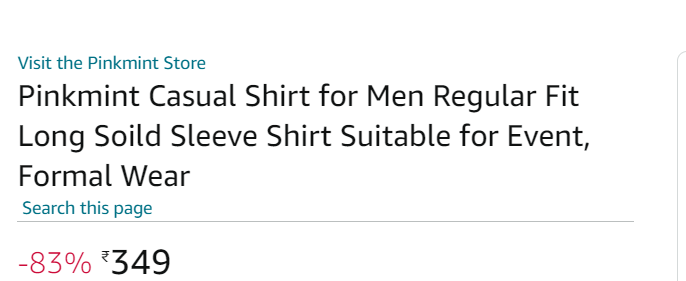 Visit the Pinkmint Store
Pinkmint Casual Shirt for Men Regular Fit
Long Soild Sleeve Shirt Suitable for Event,
Formal Wear
Search this page
-83% ₹349